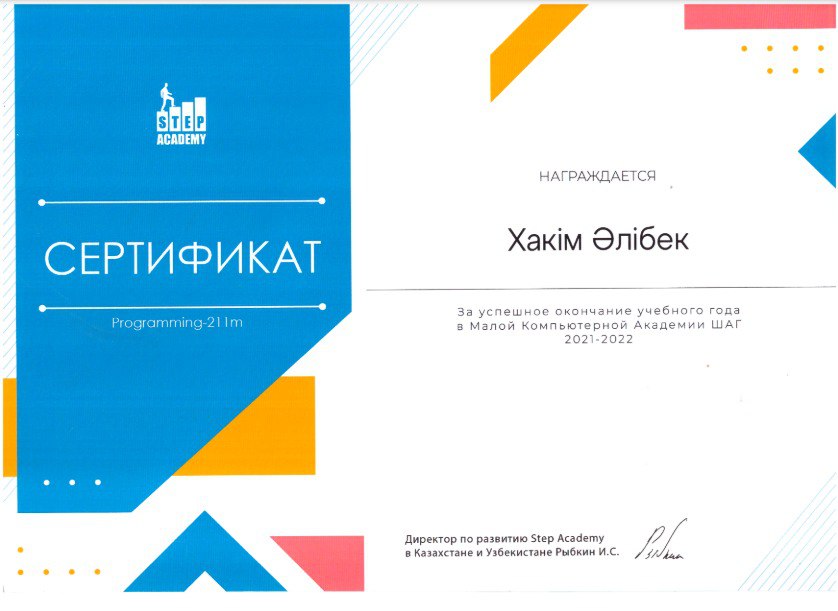 STEP
ACADEMY
СЕРТИФИКАТ
Programming-211m
НАГРАЖДАЕТСЯ
Хакім Әлібек
За успешное окончание учебного года
в Малой Компьютерной Академии ШАГ
2021-2022
Директор по развитию Step Academy
в Казахстане и Узбекистане Рыбкин И.С.